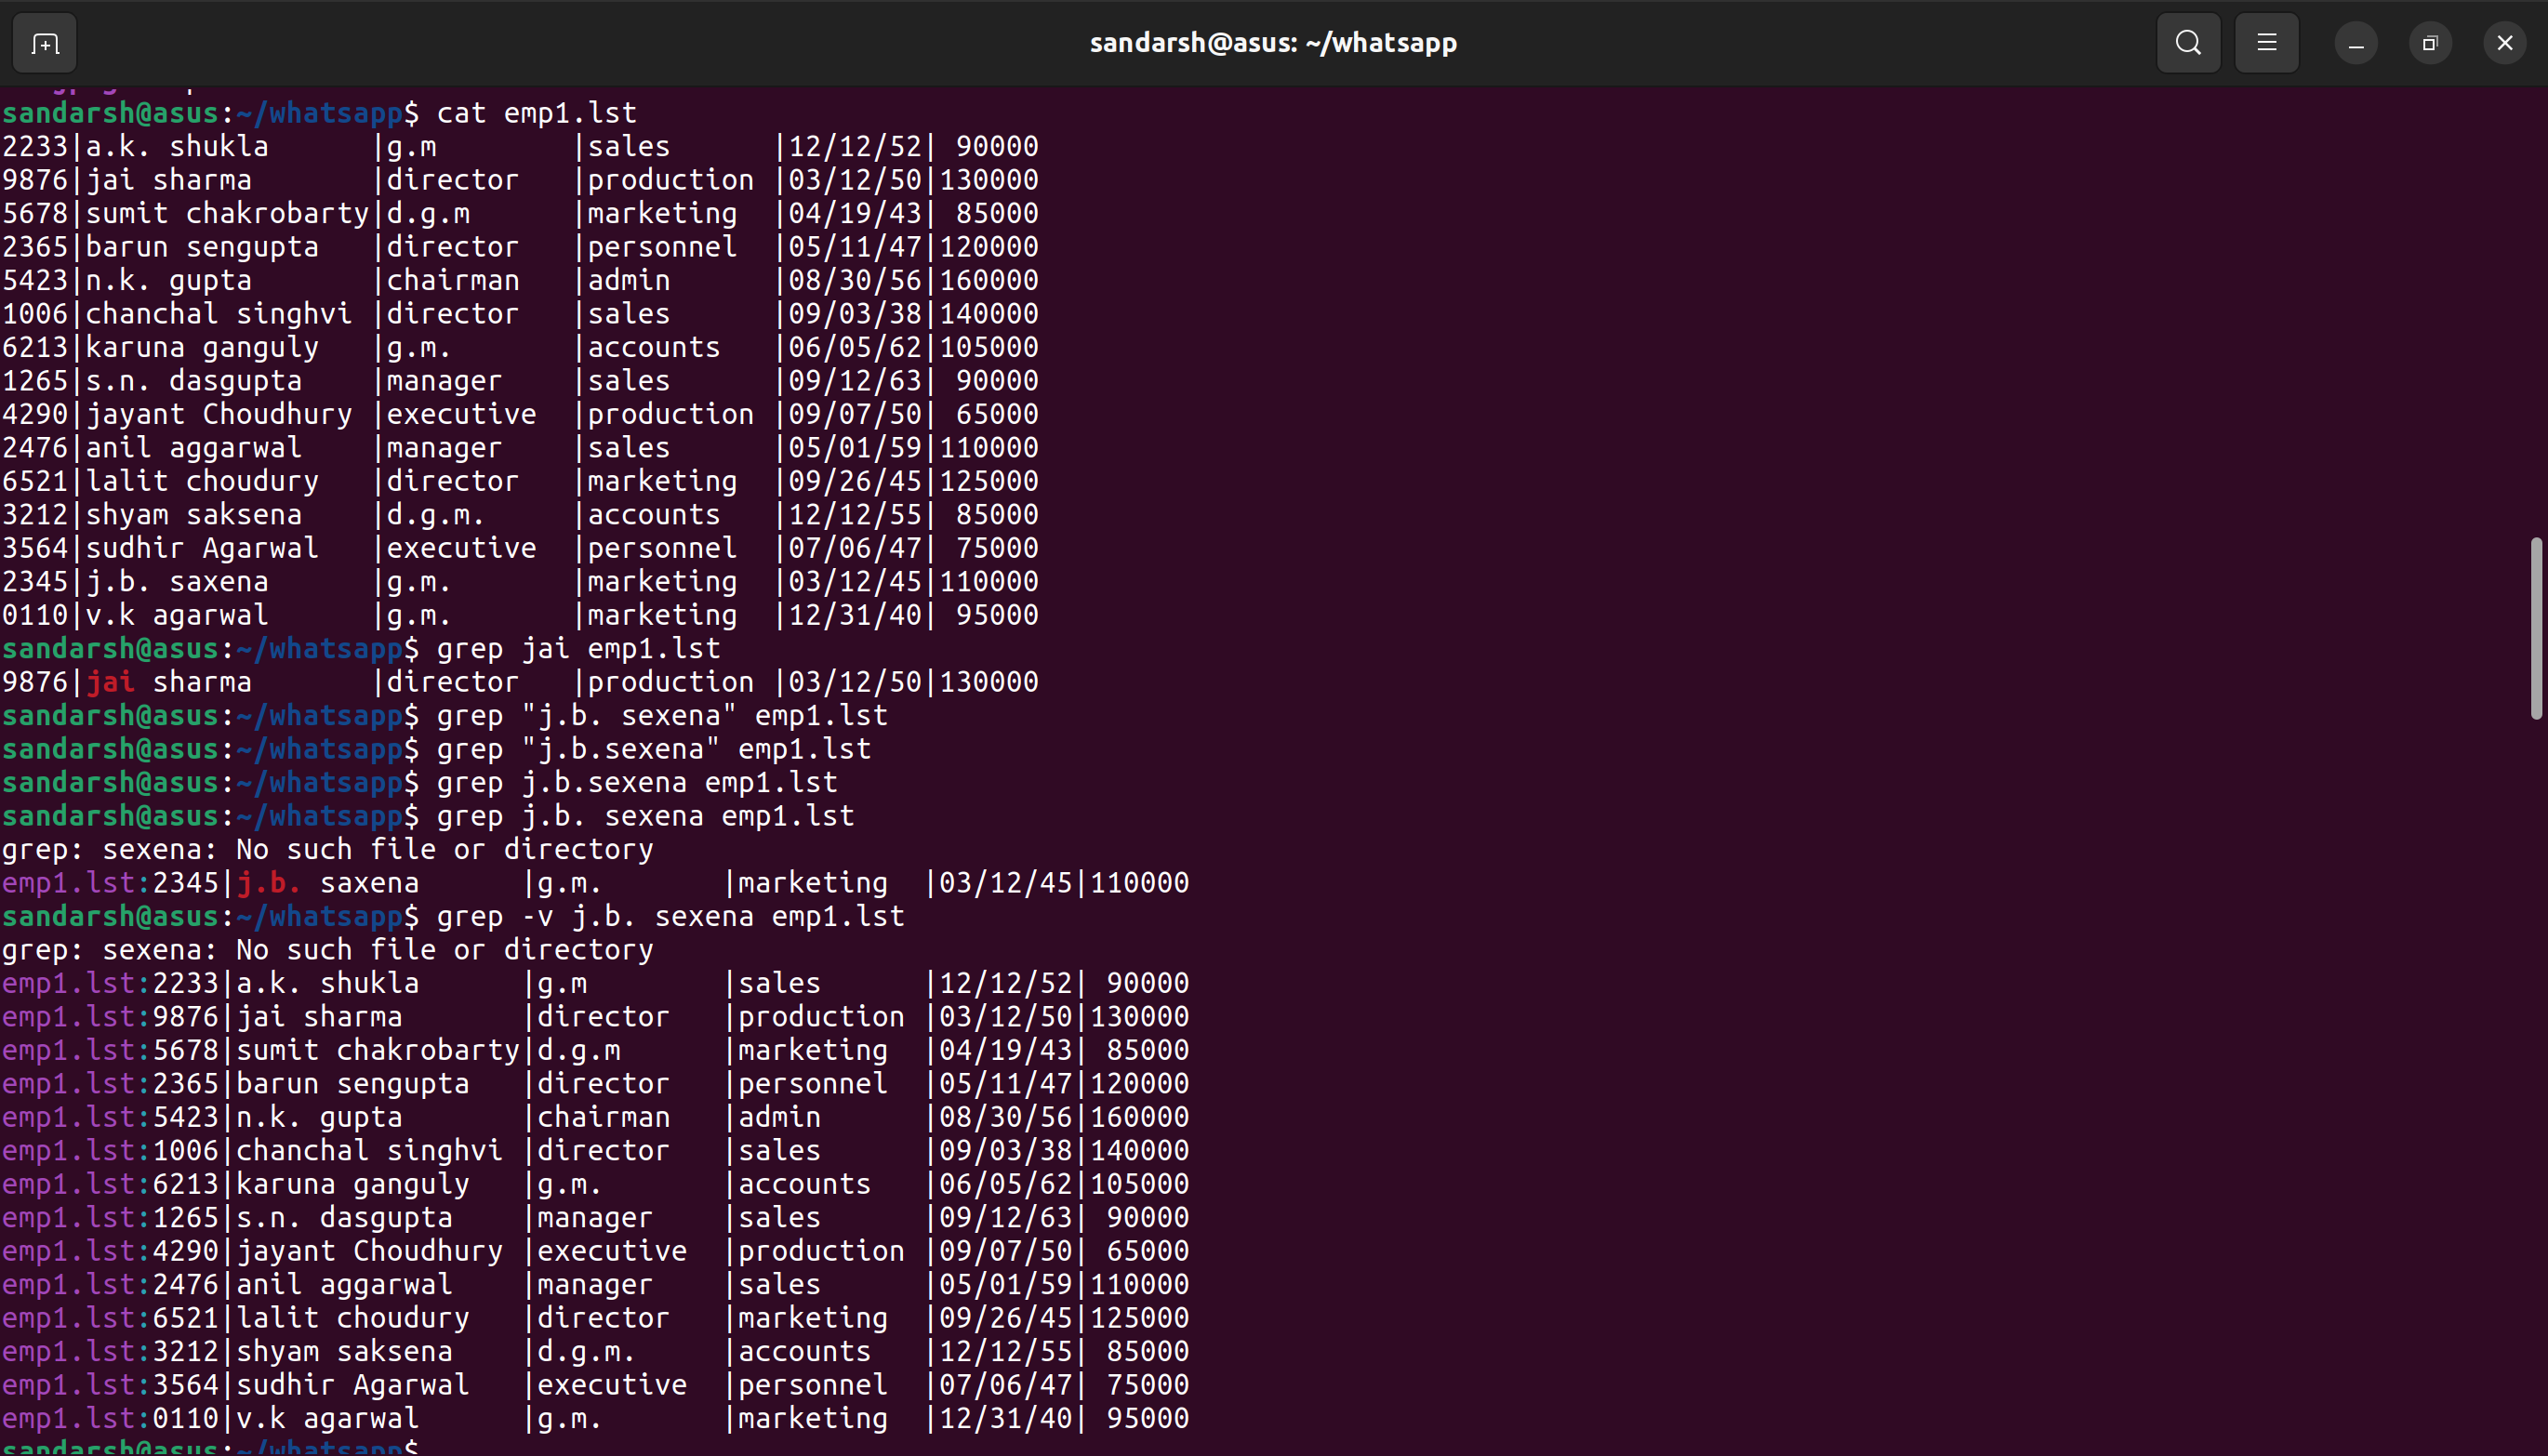 sandarsh@asus: ~/whatsapp
sandarsh@asus:~/whatsapp$ cat emp1.lst
2233|a.k. shukla      |g.m        |sales      |12/12/52| 90000
9876|jai sharma       |director   |production |03/12/50|130000
5678|sumit chakrobarty|d.g.m      |marketing  |04/19/43| 85000
2365|barun sengupta   |director   |personnel  |05/11/47|120000
5423|n.k. gupta       |chairman   |admin      |08/30/56|160000
1006|chanchal singhvi |director   |sales      |09/03/38|140000
6213|karuna ganguly   |g.m.       |accounts   |06/05/62|105000
1265|s.n. dasgupta    |manager    |sales      |09/12/63| 90000
4290|jayant Choudhury |executive  |production |09/07/50| 65000
2476|anil aggarwal    |manager    |sales      |05/01/59|110000
6521|lalit choudury   |director   |marketing  |09/26/45|125000
3212|shyam saksena    |d.g.m.     |accounts   |12/12/55| 85000
3564|sudhir Agarwal   |executive  |personnel  |07/06/47| 75000
2345|j.b. saxena      |g.m.       |marketing  |03/12/45|110000
0110|v.k agarwal      |g.m.       |marketing  |12/31/40| 95000
sandarsh@asus:~/whatsapp$ grep jai emp1.lst
9876|jai sharma       |director   |production |03/12/50|130000
sandarsh@asus:~/whatsapp$ grep "j.b. sexena" emp1.lst
sandarsh@asus:~/whatsapp$ grep "j.b.sexena" emp1.lst
sandarsh@asus:~/whatsapp$ grep j.b.sexena emp1.lst
sandarsh@asus:~/whatsapp$ grep j.b. sexena emp1.lst
grep: sexena: No such file or directory
emp1.lst:2345|j.b. saxena      |g.m.       |marketing  |03/12/45|110000
sandarsh@asus:~/whatsapp$ grep -v j.b. sexena emp1.lst
grep: sexena: No such file or directory
emp1.lst:2233|a.k. shukla      |g.m        |sales      |12/12/52| 90000
emp1.lst:9876|jai sharma       |director   |production |03/12/50|130000
emp1.lst:5678|sumit chakrobarty|d.g.m      |marketing  |04/19/43| 85000
emp1.lst:2365|barun sengupta   |director   |personnel  |05/11/47|120000
emp1.lst:5423|n.k. gupta       |chairman   |admin      |08/30/56|160000
emp1.lst:1006|chanchal singhvi |director   |sales      |09/03/38|140000
emp1.lst:6213|karuna ganguly   |g.m.       |accounts   |06/05/62|105000
emp1.lst:1265|s.n. dasgupta    |manager    |sales      |09/12/63| 90000
emp1.lst:4290|jayant Choudhury |executive  |production |09/07/50| 65000
emp1.lst:2476|anil aggarwal    |manager    |sales      |05/01/59|110000
emp1.lst:6521|lalit choudury   |director   |marketing  |09/26/45|125000
emp1.lst:3212|shyam saksena    |d.g.m.     |accounts   |12/12/55| 85000
emp1.lst:3564|sudhir Agarwal   |executive  |personnel  |07/06/47| 75000
emp1.lst:0110|v.k agarwal      |g.m.       |marketing  |12/31/40| 95000
sandarsh@asus:~/whatsapp$